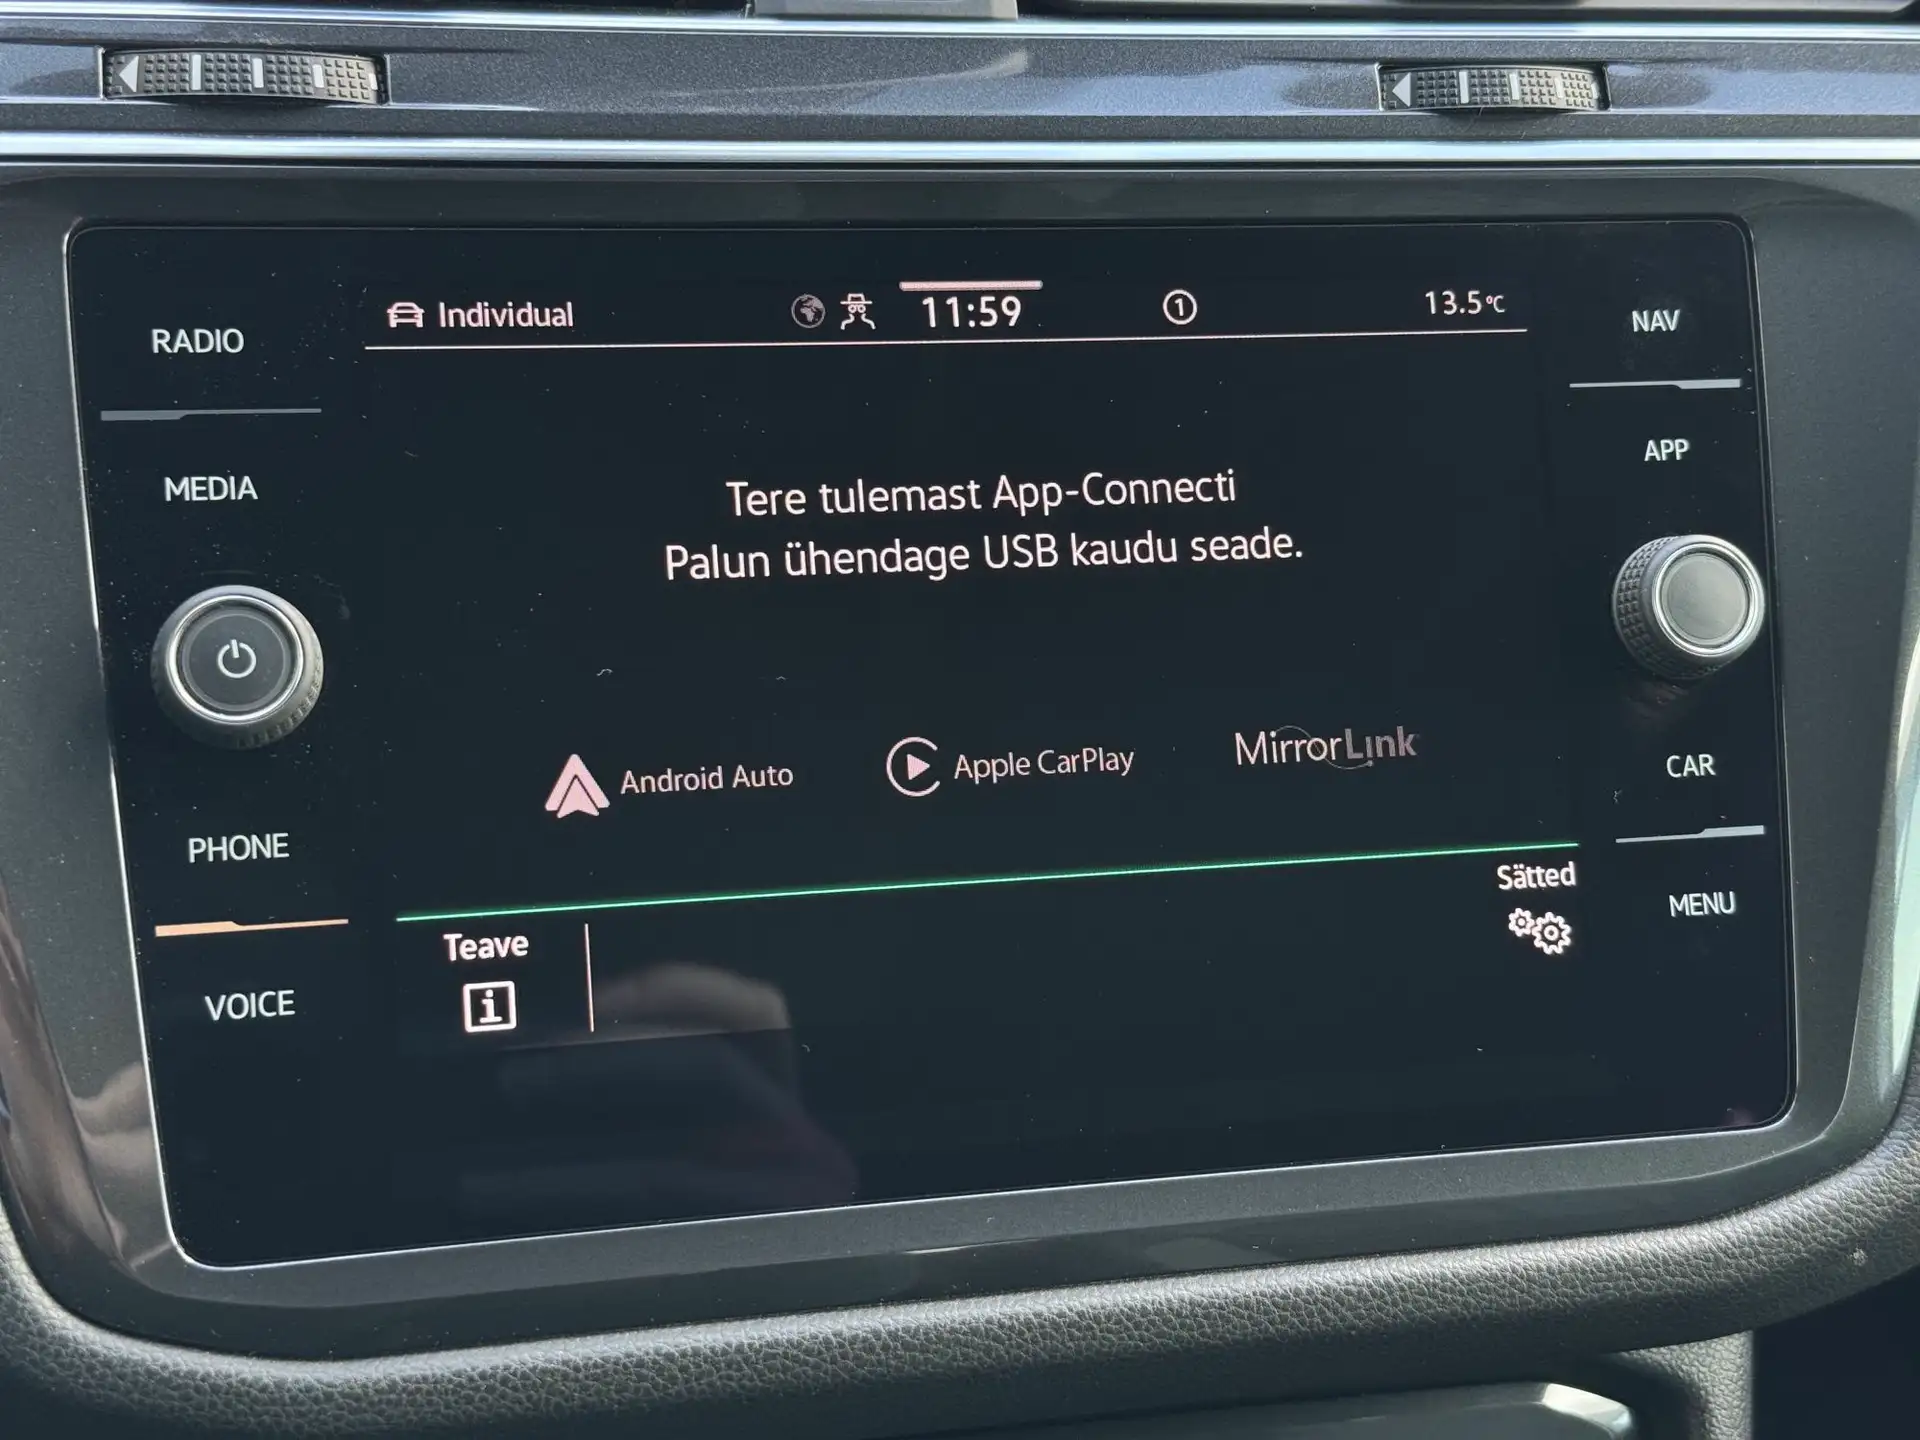 RADIO
MEDIA
PHONE
VOICE
Individual
11:59
1
13.5°C
Tere tulemast App-Connecti
Palun ühendage USB kaudu seade.
Android Auto
Apple CarPlay
MirrorLink
Teave
i
Sätted
NAV
APP
CAR
MENU